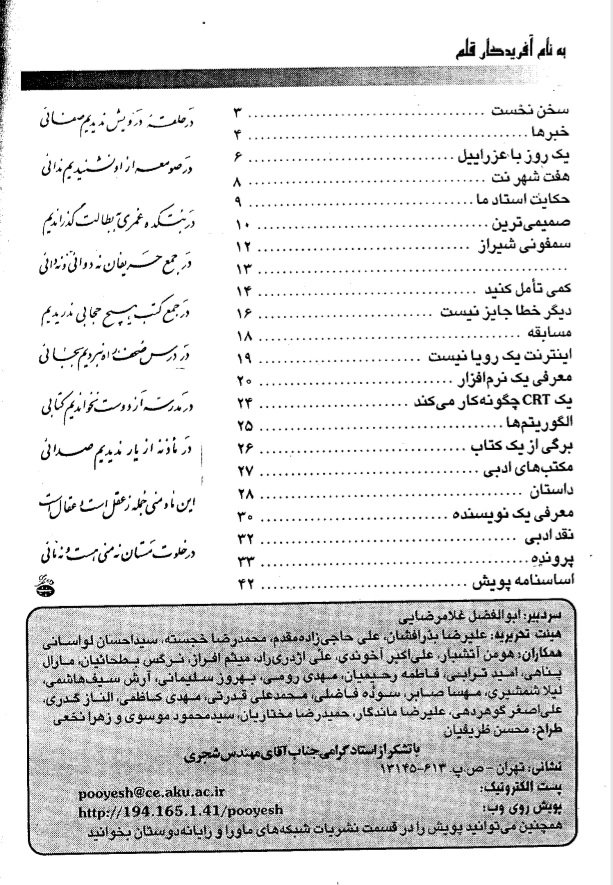 به نام آفریدگار قلم
سخن نخست ........................ ۳
خبرها ........................ ۴
یک روز با عزراییل ........................ ۶
هفت شهر نت ........................ ۸
حکایت استاد ما ........................ ۹
صمیمی‌ترین ........................ ۱۰
سمفونی شیراز ........................ ۱۲
........................ ۱۳
کمی تأمل کنید ........................ ۱۴
دیگر خطا جایز نیست ........................ ۱۶
مسابقه ........................ ۱۸
اینترنت یک رویا نیست ........................ ۱۹
معرفی یک نرم‌افزار ........................ ۲۰
یک CRT چگونه کار می‌کند ........................ ۲۴
الگوریتم‌ها ........................ ۲۵
برگی از یک کتاب ........................ ۲۶
مکتب‌های ادبی ........................ ۲۷
داستان ........................ ۲۸
معرفی یک نویسنده ........................ ۳۰
نقد ادبی ........................ ۳۲
پرونده ........................ ۳۳
اساسنامه پویش ........................ ۴۲
در حلقهٔ درویش ندیدیم صفائی
در صومعه از او نشنیدیم ندائی
در بتکده عمری به بطالت گذراندیم
در جمع حریفان نه دوائی و نه دائی
در جمع کتب هیچ حجابی ندریدیم
در درس صحف راه نبردیم بجائی
در مدرسه از دوست نخواندیم کتابی
در مأذنه از یار ندیدیم صدائی
این ما و منی جمله ز عقل است و عقال است
در خلوت مستان نه منی هست و نه مائی
سردبیر: ابوالفضل غلامرضایی
هیئت تحریریه: علیرضا بذرافشان، علی حاجی‌زاده‌مقدم، محمدرضا خجسته، سیداحسان لواسانی
همکاران: هومن آتشبار، علی‌اکبر آخوندی، علی اژدری‌راد، میثم افراز، نرگس بطحائیان، مارال
پناهی، امید ترابی، فاطمه رحیمیان، مهدی رومی، بهروز سلیمانی، آرش سیف‌هاشمی،
لیلا شمشیری، مهسا صابر، سوده فاضلی، محمدعلی قدرتی، مهدی کاظمی، الناز گدری،
علی‌اصغر گوهردهی، علیرضا ماندگار، حمیدرضا مختاریان، سیدمحمود موسوی و زهرا نخعی
طراح: محسن ظریفیان
با تشکر از استاد گرامی جناب آقای مهندس شجری
نشانی: تهران - ص.پ. ۶۱۳-۱۳۱۴۵
پست الکترونیک: pooyesh@ce.aku.ac.ir
پویش روی وب: http://194.165.1.41/pooyesh
همچنین می‌توانید پویش را در قسمت نشریات شبکه‌های ماورا و رایانه‌دوستان بخوانید